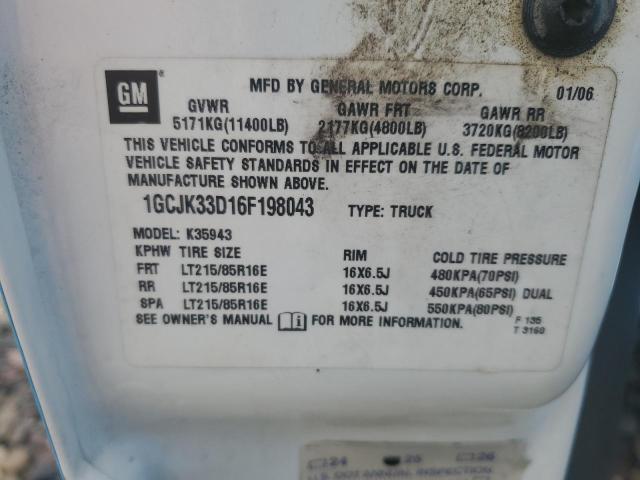 GM
MFD BY GENERAL MOTORS CORP. 01/06
GVWR GAWR FRT GAWR RR
5171KG(11400LB) 2177KG(4800LB) 3720KG(8200LB)
THIS VEHICLE CONFORMS TO ALL APPLICABLE U.S. FEDERAL MOTOR
VEHICLE SAFETY STANDARDS IN EFFECT ON THE DATE OF
MANUFACTURE SHOWN ABOVE.
1GCJK33D16F198043 TYPE: TRUCK
MODEL: K35943
KPHW TIRE SIZE RIM COLD TIRE PRESSURE
FRT LT215/85R16E 16X6.5J 480KPA(70PSI)
RR LT215/85R16E 16X6.5J 450KPA(65PSI) DUAL
SPA LT215/85R16E 16X6.5J 550KPA(80PSI)
SEE OWNER'S MANUAL i FOR MORE INFORMATION.
F 135
T 3160
24 25 26